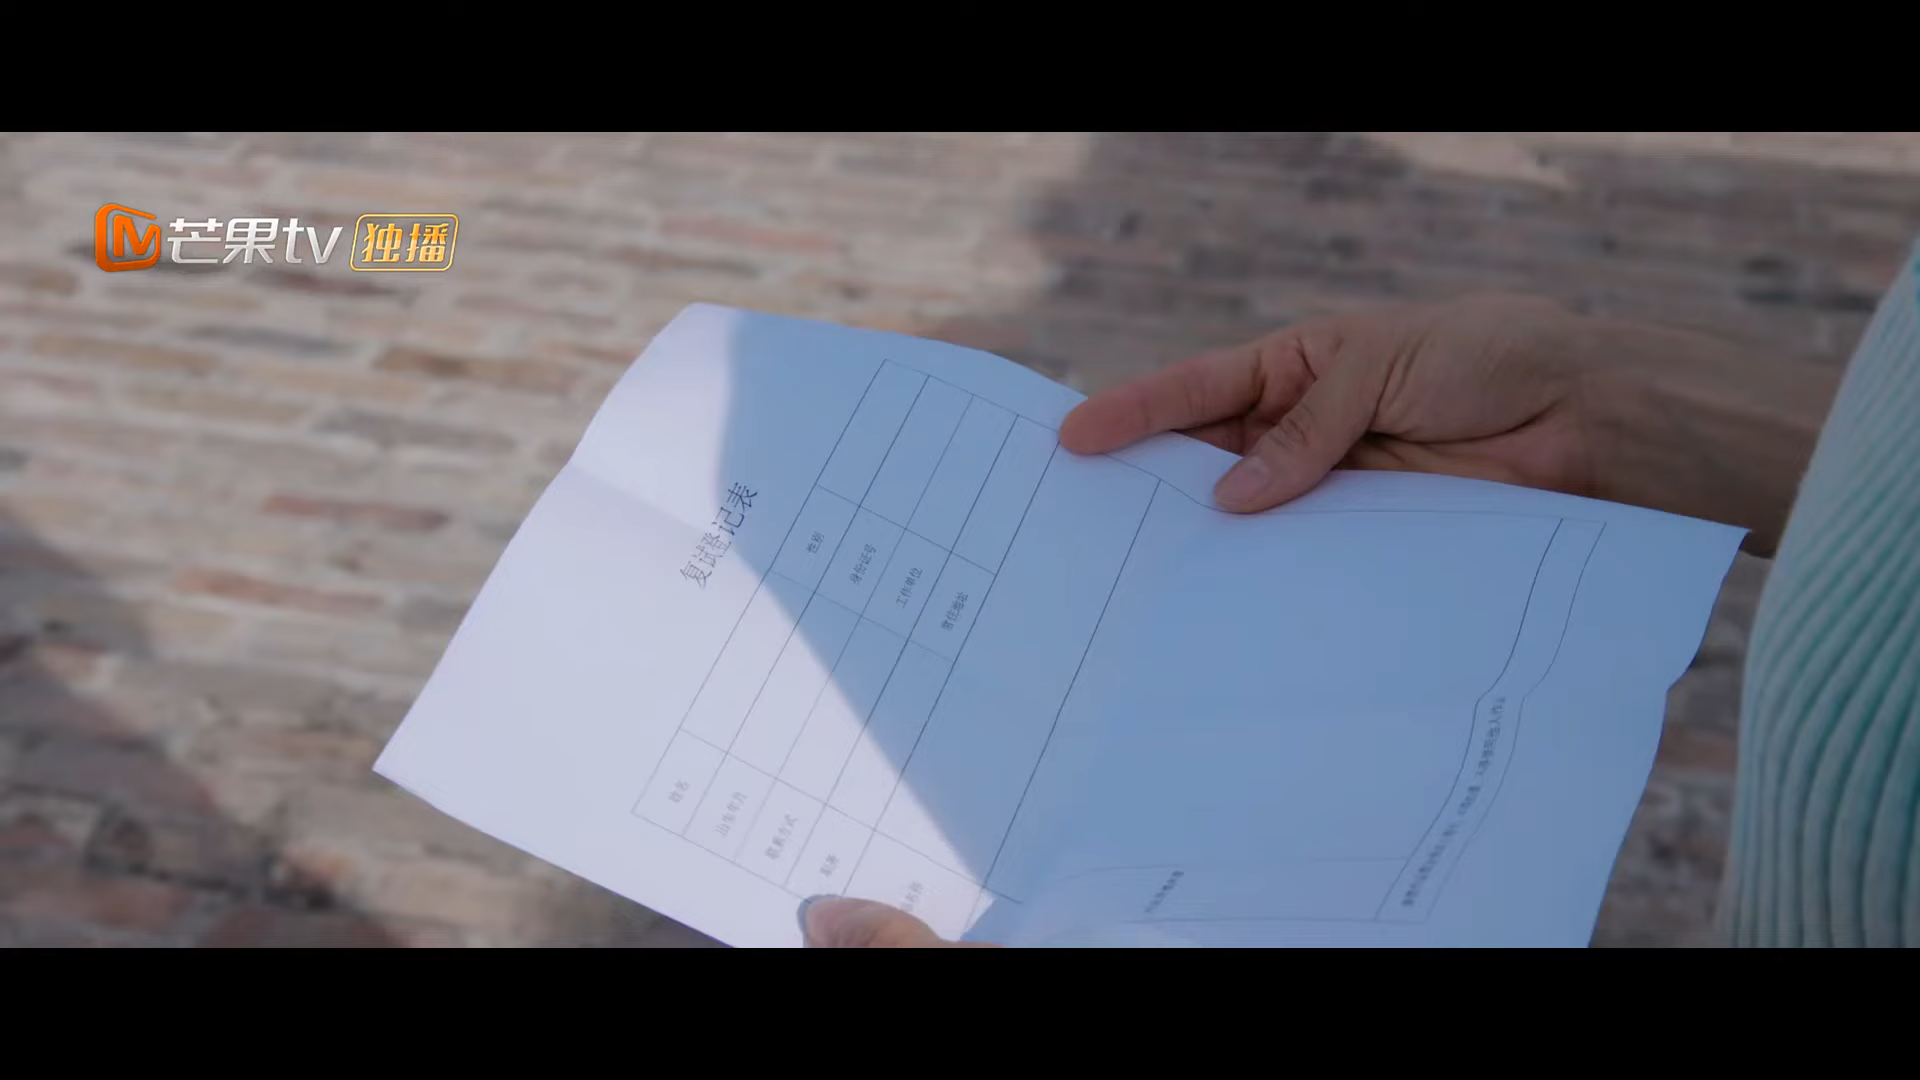 芒果tv 独播
复试登记表
姓名
性别
出生年月
身份证号
联系方式
工作单位
职务
常住地址